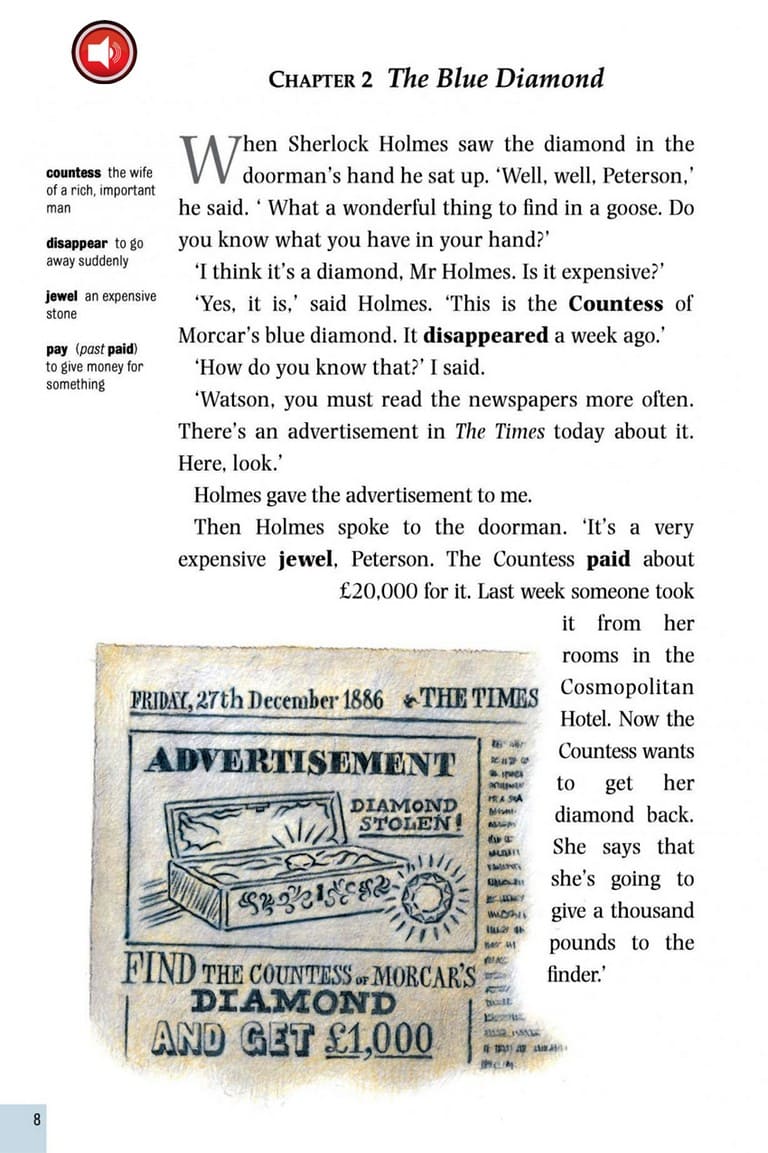 CHAPTER 2 The Blue Diamond
countess the wife
of a rich, important
man
disappear to go
away suddenly
jewel an expensive
stone
pay (past paid)
to give money for
something
When Sherlock Holmes saw the diamond in the
doorman's hand he sat up. ‘Well, well, Peterson,’
he said. ‘ What a wonderful thing to find in a goose. Do
you know what you have in your hand?’
‘I think it's a diamond, Mr Holmes. Is it expensive?’
‘Yes, it is,’ said Holmes. ‘This is the Countess of
Morcar's blue diamond. It disappeared a week ago.’
‘How do you know that?’ I said.
‘Watson, you must read the newspapers more often.
There's an advertisement in The Times today about it.
Here, look.’
Holmes gave the advertisement to me.
Then Holmes spoke to the doorman. ‘It's a very
expensive jewel, Peterson. The Countess paid about
£20,000 for it. Last week someone took
it from her
rooms in the
Cosmopolitan
Hotel. Now the
Countess wants
to get her
diamond back.
She says that
she's going to
give a thousand
pounds to the
finder.’
FRIDAY, 27th December 1886 THE TIMES
ADVERTISEMENT
DIAMOND
STOLEN!
FIND THE COUNTESS OF MORCAR'S
DIAMOND
AND GET £1,000
8